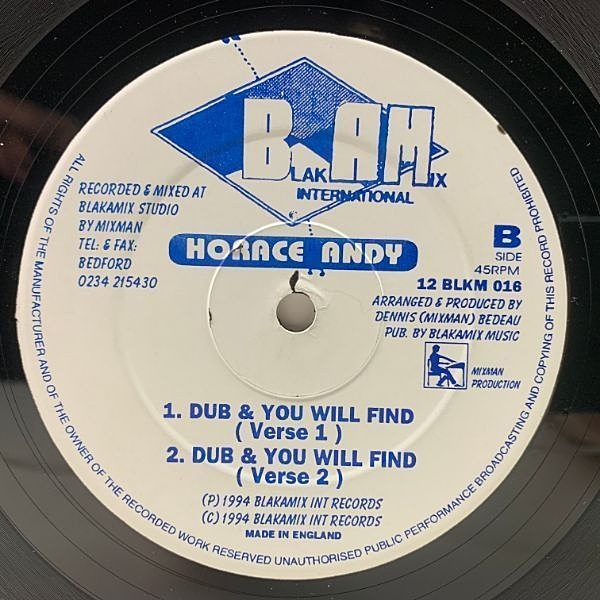 BLAKAMIX
INTERNATIONAL
RECORDED & MIXED AT
BLAKAMIX STUDIO
BY MIXMAN
TEL: & FAX:
BEDFORD
0234 215430
HORACE ANDY
B
SIDE
45RPM
12 BLKM 016
ARRANGED & PRODUCED BY
DENNIS (MIXMAN) BEDEAU
PUB. BY BLAKAMIX MUSIC
MIXMAN
PRODUCTION
1. DUB & YOU WILL FIND
( Verse 1 )
2. DUB & YOU WILL FIND
( Verse 2 )
(P) 1994 BLAKAMIX INT RECORDS
(C) 1994 BLAKAMIX INT RECORDS
MADE IN ENGLAND
ALL RIGHTS OF THE MANUFACTURER AND OF THE OWNER OF THE RECORDED WORK RESERVED UNAUTHORISED PUBLIC PERFORMANCE BROADCASTING AND COPYING OF THIS RECORD PROHIBITED